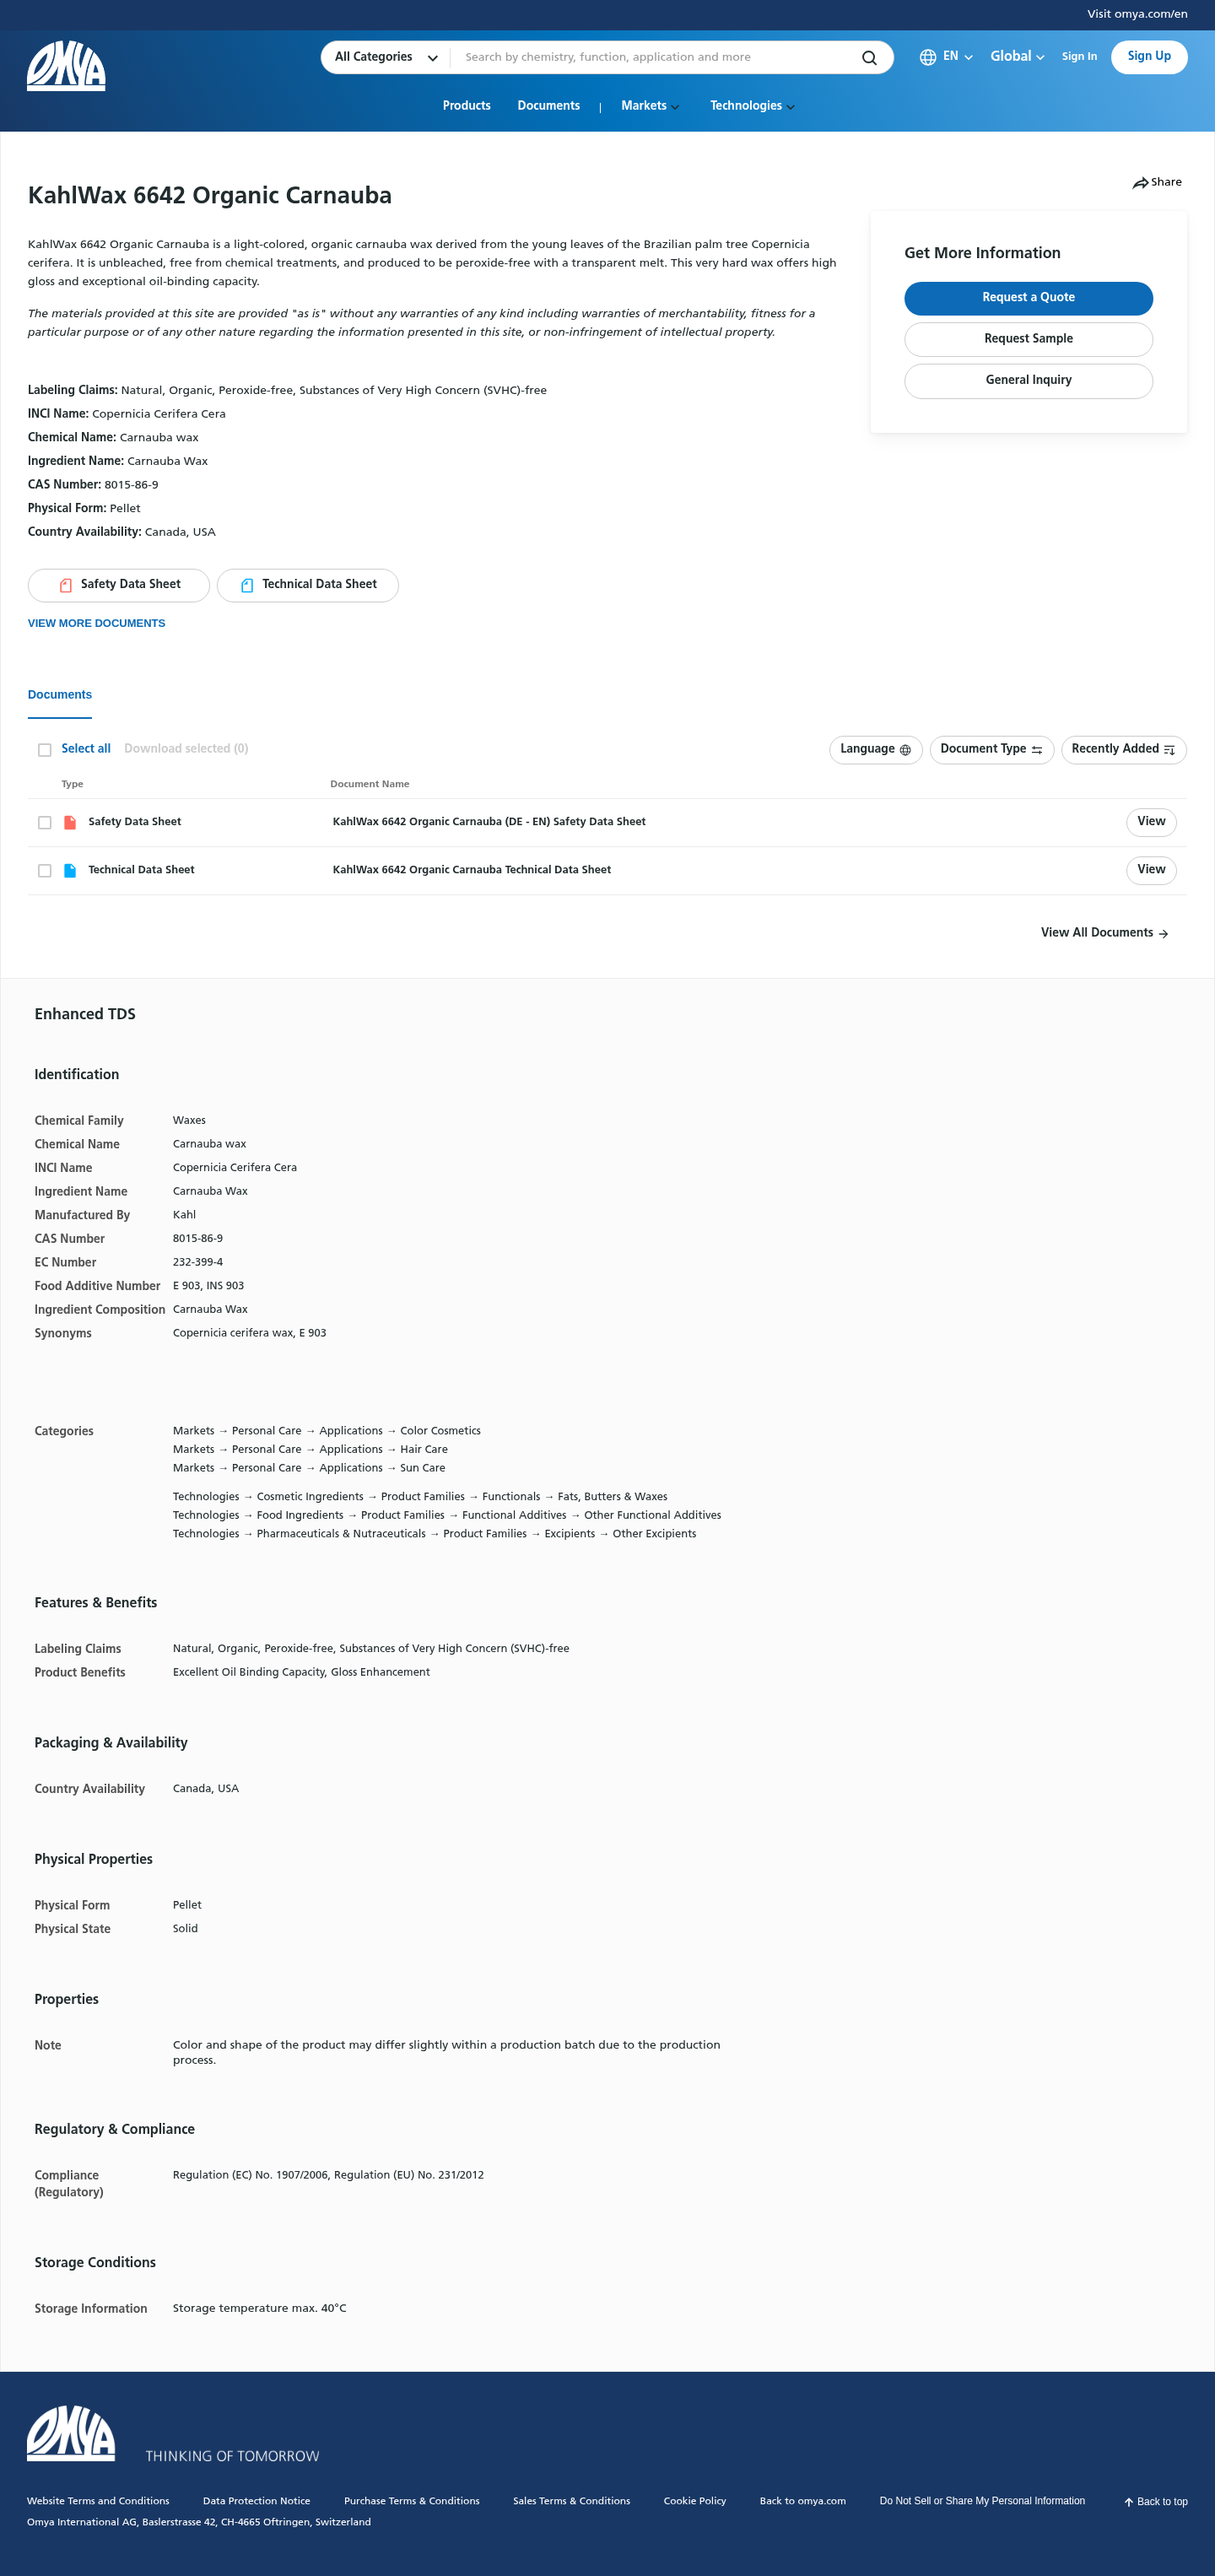 Visit omya.com/en
OMYA
All Categories
Search by chemistry, function, application and more
EN
Global
Sign In
Sign Up
Products
Documents
Markets
Technologies
Share
KahlWax 6642 Organic Carnauba
KahlWax 6642 Organic Carnauba is a light-colored, organic carnauba wax derived from the young leaves of the Brazilian palm tree Copernicia
cerifera. It is unbleached, free from chemical treatments, and produced to be peroxide-free with a transparent melt. This very hard wax offers high
gloss and exceptional oil-binding capacity.
The materials provided at this site are provided "as is" without any warranties of any kind including warranties of merchantability, fitness for a
particular purpose or of any other nature regarding the information presented in this site, or non-infringement of intellectual property.
Get More Information
Request a Quote
Request Sample
General Inquiry
Labeling Claims: Natural, Organic, Peroxide-free, Substances of Very High Concern (SVHC)-free
INCI Name: Copernicia Cerifera Cera
Chemical Name: Carnauba wax
Ingredient Name: Carnauba Wax
CAS Number: 8015-86-9
Physical Form: Pellet
Country Availability: Canada, USA
Safety Data Sheet
Technical Data Sheet
VIEW MORE DOCUMENTS
Documents
Select all
Download selected (0)
Language
Document Type
Recently Added
Type
Document Name
Safety Data Sheet
KahlWax 6642 Organic Carnauba (DE - EN) Safety Data Sheet
View
Technical Data Sheet
KahlWax 6642 Organic Carnauba Technical Data Sheet
View
View All Documents →
Enhanced TDS
Identification
Chemical Family Waxes
Chemical Name Carnauba wax
INCI Name Copernicia Cerifera Cera
Ingredient Name Carnauba Wax
Manufactured By Kahl
CAS Number 8015-86-9
EC Number 232-399-4
Food Additive Number E 903, INS 903
Ingredient Composition Carnauba Wax
Synonyms Copernicia cerifera wax, E 903
Categories Markets → Personal Care → Applications → Color Cosmetics
Markets → Personal Care → Applications → Hair Care
Markets → Personal Care → Applications → Sun Care
Technologies → Cosmetic Ingredients → Product Families → Functionals → Fats, Butters & Waxes
Technologies → Food Ingredients → Product Families → Functional Additives → Other Functional Additives
Technologies → Pharmaceuticals & Nutraceuticals → Product Families → Excipients → Other Excipients
Features & Benefits
Labeling Claims Natural, Organic, Peroxide-free, Substances of Very High Concern (SVHC)-free
Product Benefits Excellent Oil Binding Capacity, Gloss Enhancement
Packaging & Availability
Country Availability Canada, USA
Physical Properties
Physical Form Pellet
Physical State Solid
Properties
Note Color and shape of the product may differ slightly within a production batch due to the production
process.
Regulatory & Compliance
Compliance Regulation (EC) No. 1907/2006, Regulation (EU) No. 231/2012
(Regulatory)
Storage Conditions
Storage Information Storage temperature max. 40°C
OMYA
THINKING OF TOMORROW
Website Terms and Conditions
Data Protection Notice
Purchase Terms & Conditions
Sales Terms & Conditions
Cookie Policy
Back to omya.com
Do Not Sell or Share My Personal Information
Back to top
Omya International AG, Baslerstrasse 42, CH-4665 Oftringen, Switzerland